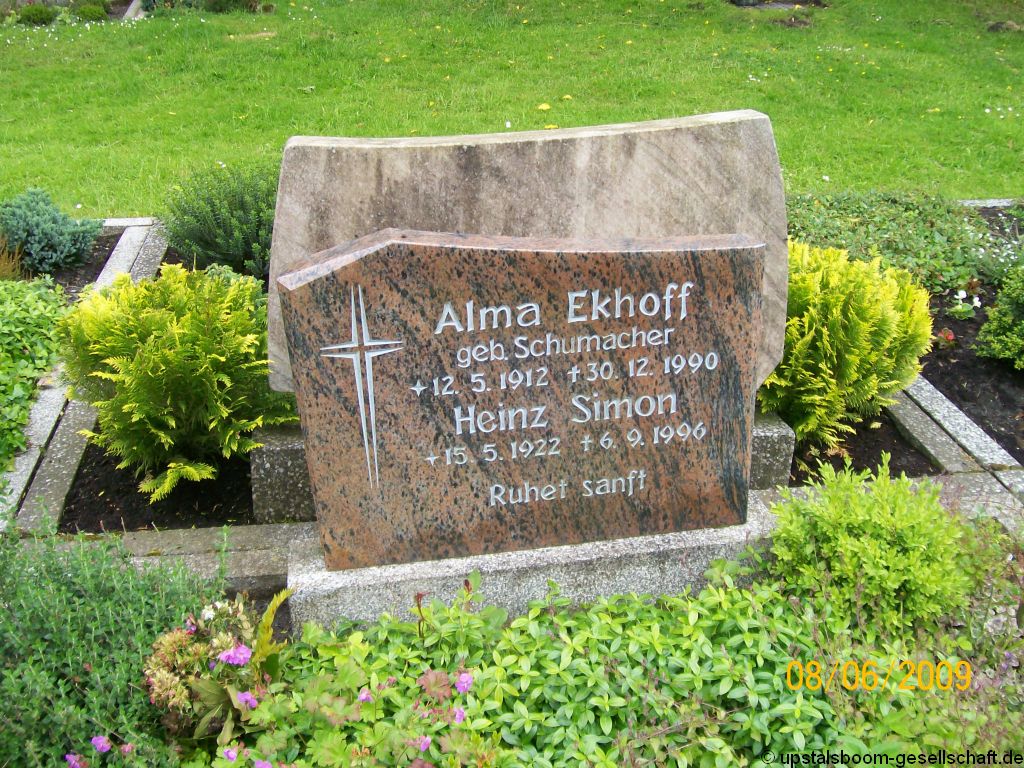 Alma Ekhoff
geb. Schumacher
+12.5.1912 ✝30.12.1990
Heinz Simon
+15.5.1922 ✝6.9.1996
Ruhet sanft
08/06/2009
© upstalsboom-gesellschaft.de